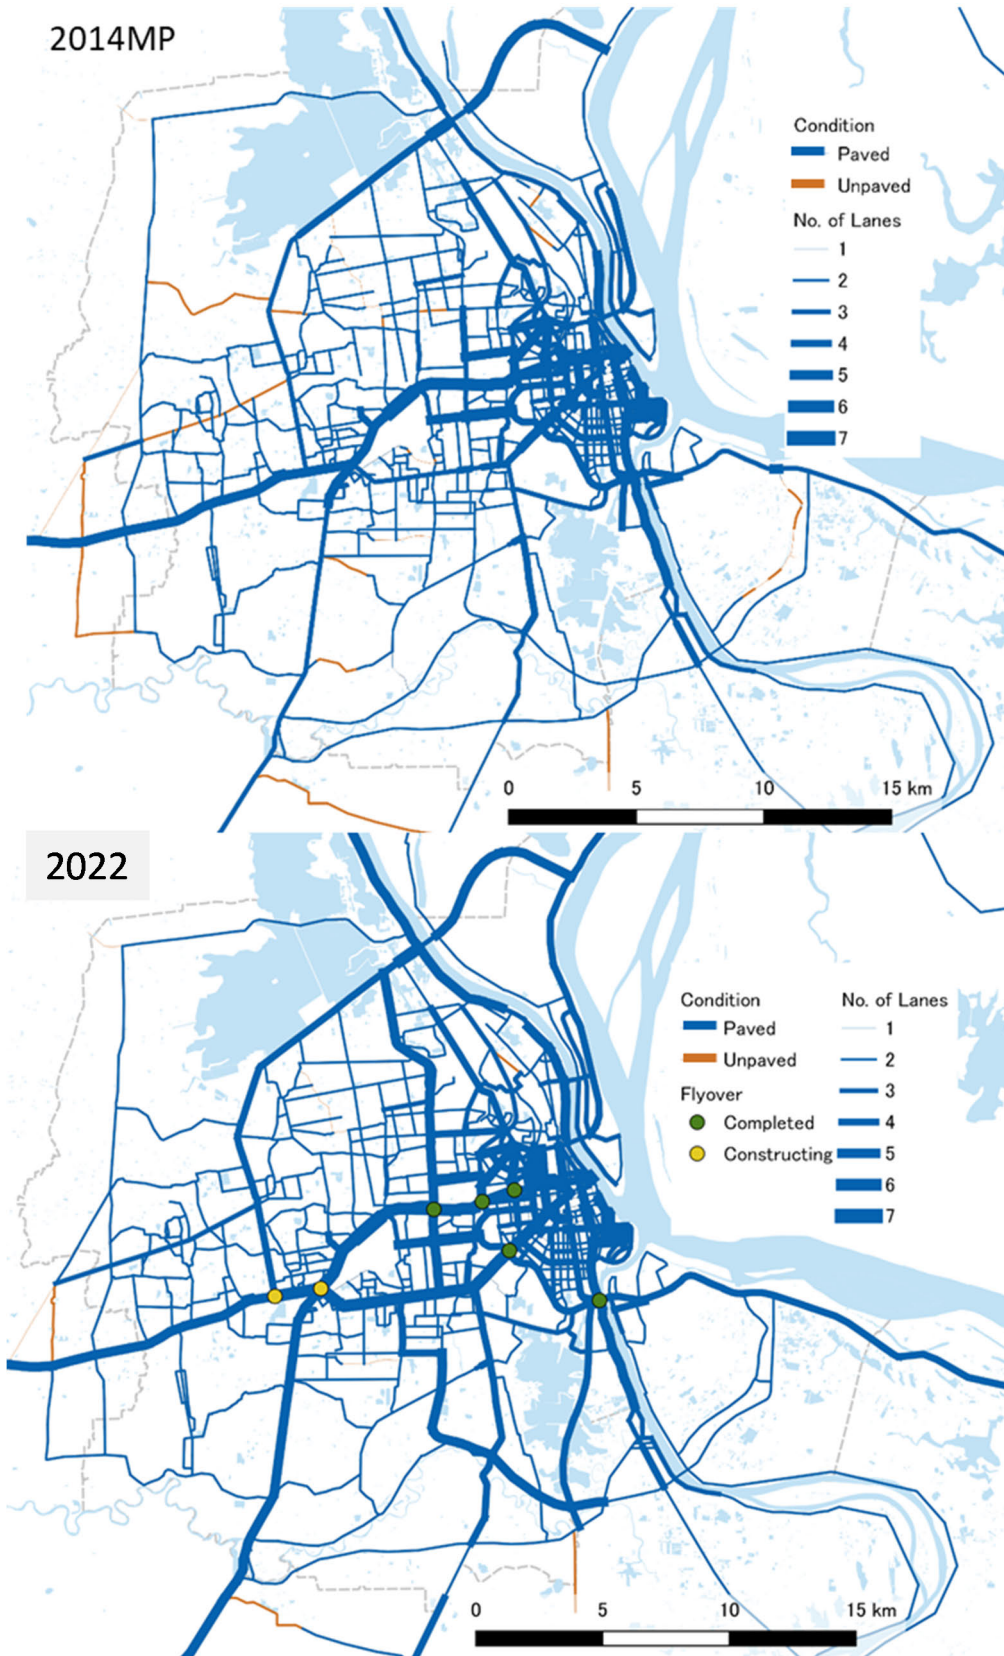 2014MP
Condition
Paved
Unpaved
No. of Lanes
1
2
3
4
5
6
7
0 5 10 15 km
2022
Condition No. of Lanes
Paved 1
Unpaved 2
Flyover 3
Completed 4
Constructing 5
6
7
0 5 10 15 km